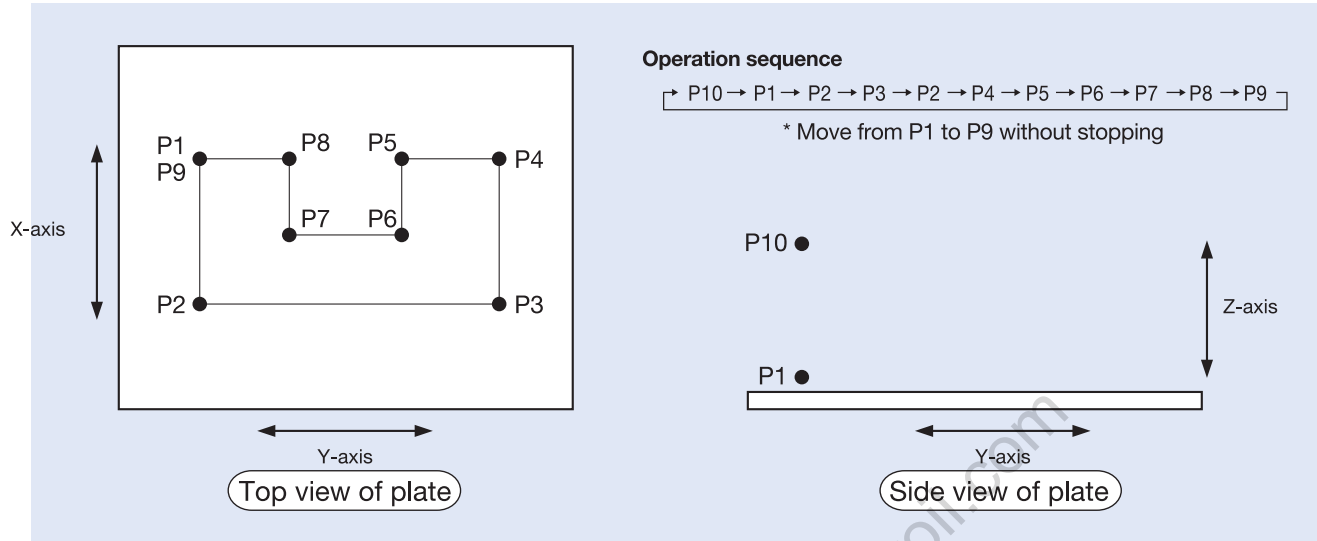 P1
P9
P8
P5
P4
P7
P6
X-axis
P2
P3
Y-axis
Top view of plate
Operation sequence
P10 → P1 → P2 → P3 → P2 → P4 → P5 → P6 → P7 → P8 → P9
* Move from P1 to P9 without stopping
P10
Z-axis
P1
Y-axis
Side view of plate